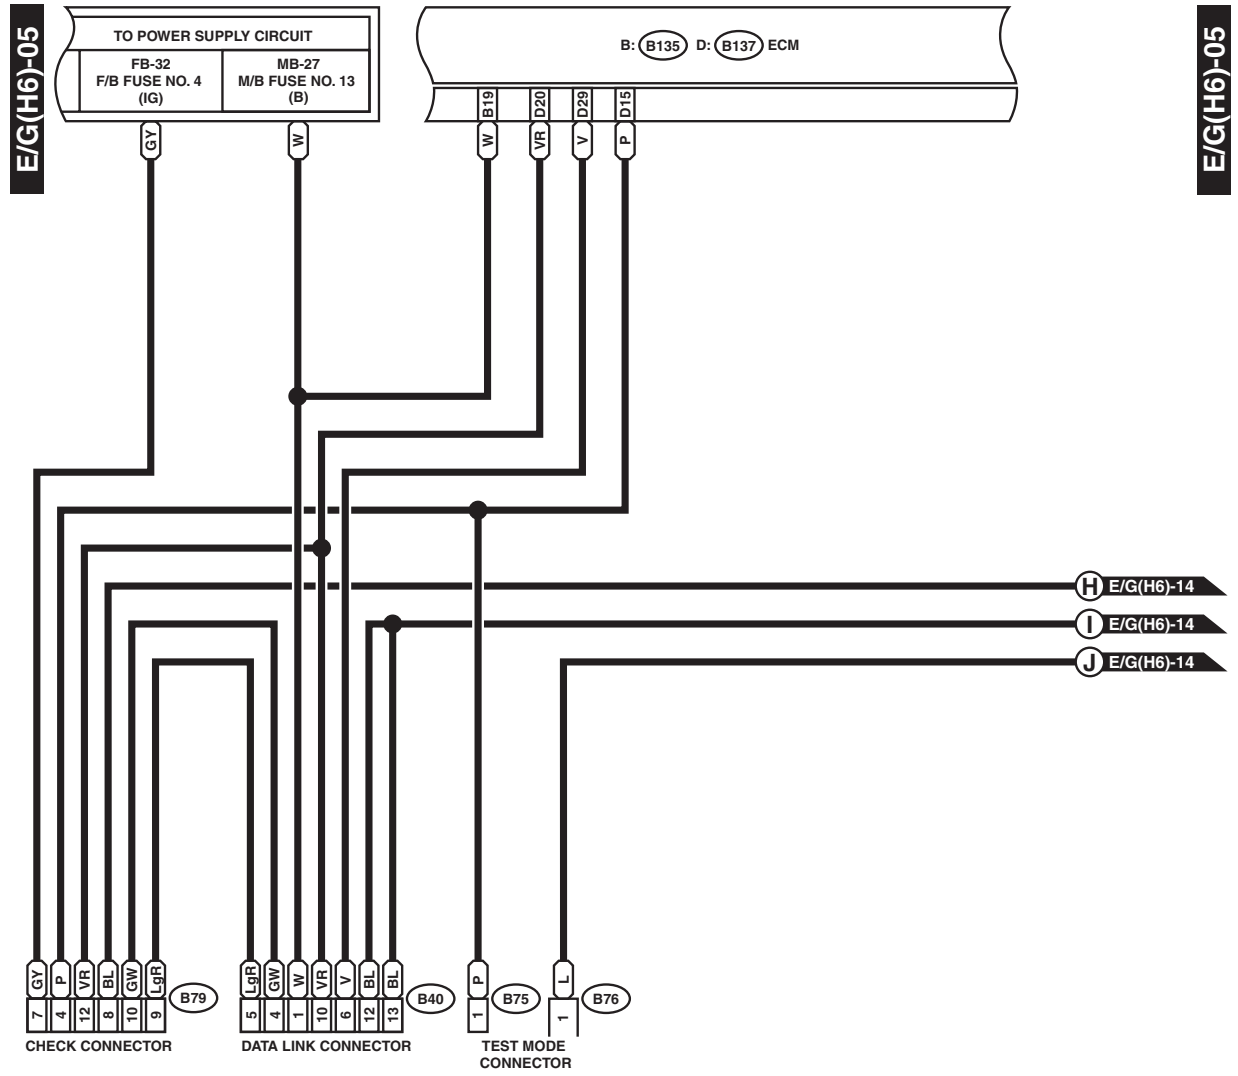 E/G(H6)-05
E/G(H6)-05
TO POWER SUPPLY CIRCUIT
FB-32
F/B FUSE NO. 4
(IG)
MB-27
M/B FUSE NO. 13
(B)
B: B135 D: B137 ECM
B19 D20 D29 D15
GY W W VR V P
H E/G(H6)-14
I E/G(H6)-14
J E/G(H6)-14
GY P VR BL GW LgR
7 4 12 8 10 9
B79
CHECK CONNECTOR
LgR GW W VR V BL BL
5 4 1 10 6 12 13
B40
DATA LINK CONNECTOR
P
1
B75
L
1
B76
TEST MODE
CONNECTOR